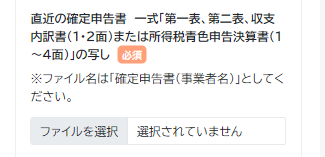 直近の確定申告書　一式「第一表、第二表、収支
内訳書（1・2面）または所得税青色申告決算書（1
～4面）」の写し 必須
※ファイル名は「確定申告書（事業者名）」としてく
ださい。
ファイルを選択 選択されていません